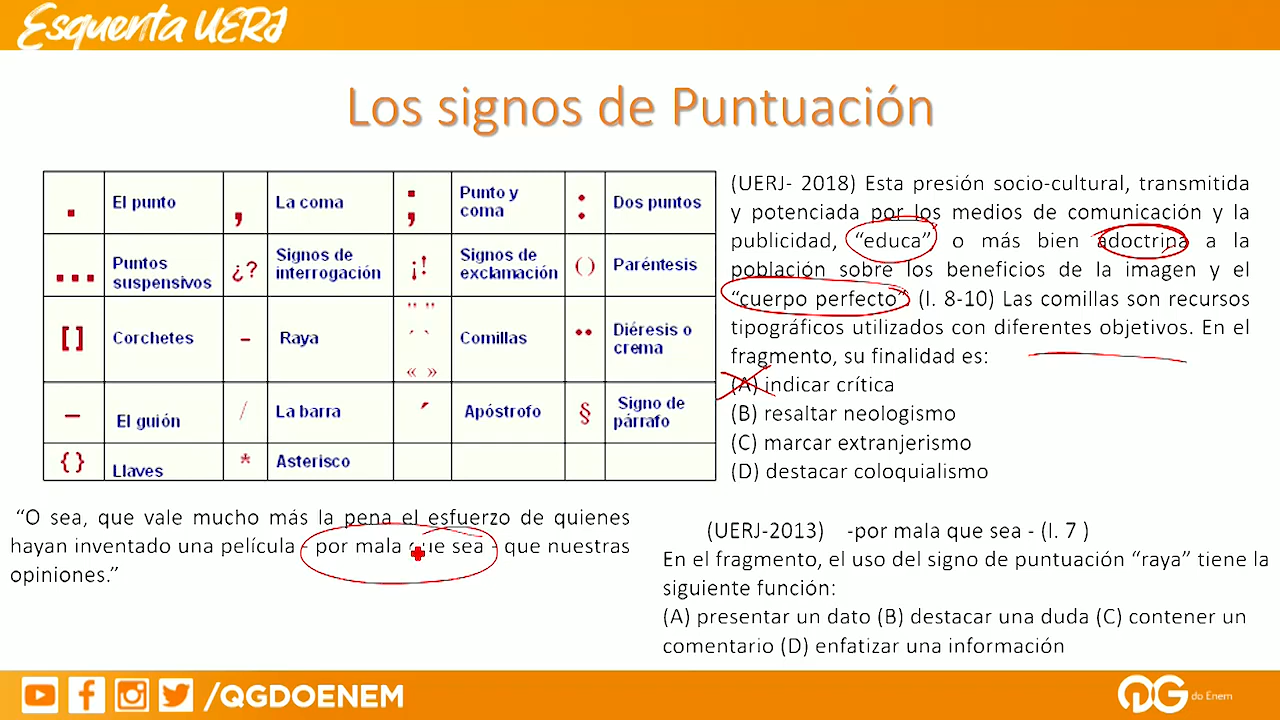 Esquenta UERJ
Los signos de Puntuación
. El punto , La coma ; Punto y coma : Dos puntos
... Puntos suspensivos ¿? Signos de interrogación ¡! Signos de exclamación () Paréntesis
[] Corchetes – Raya "" ´´ «» Comillas •• Diéresis o crema
– El guión / La barra ´ Apóstrofo § Signo de párrafo
{} Llaves * Asterisco
(UERJ- 2018) Esta presión socio-cultural, transmitida
y potenciada por los medios de comunicación y la
publicidad, “educa” o más bien adoctrina a la
población sobre los beneficios de la imagen y el
“cuerpo perfecto”. (l. 8-10) Las comillas son recursos
tipográficos utilizados con diferentes objetivos. En el
fragmento, su finalidad es:
(A) indicar crítica
(B) resaltar neologismo
(C) marcar extranjerismo
(D) destacar coloquialismo
“O sea, que vale mucho más la pena el esfuerzo de quienes
hayan inventado una película - por mala que sea - que nuestras
opiniones.”
(UERJ-2013) -por mala que sea - (l. 7 )
En el fragmento, el uso del signo de puntuación “raya” tiene la
siguiente función:
(A) presentar un dato (B) destacar una duda (C) contener un
comentario (D) enfatizar una información
/QGDOENEM
QG do Enem